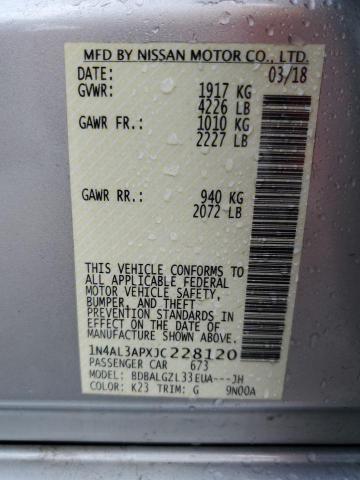 MFD BY NISSAN MOTOR CO., LTD.
DATE: 03/18
GVWR: 1917 KG
4226 LB
GAWR FR.: 1010 KG
2227 LB
GAWR RR.: 940 KG
2072 LB
THIS VEHICLE CONFORMS TO
ALL APPLICABLE FEDERAL
MOTOR VEHICLE SAFETY,
BUMPER, AND THEFT
PREVENTION STANDARDS IN
EFFECT ON THE DATE OF
MANUFACTURE SHOWN ABOVE.
1N4AL3APXJC228120
PASSENGER CAR 673
MODEL: BDBALGZL33EUA---JH
COLOR: K23 TRIM: G 9N00A